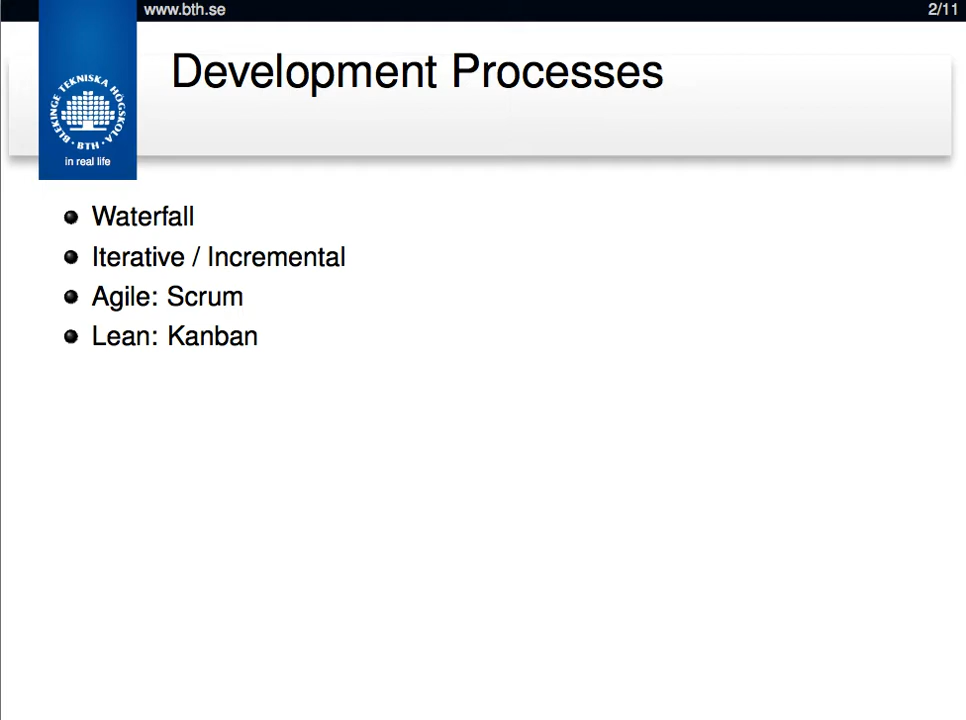 www.bth.se
2/11
Development Processes
BLEKINGE TEKNISKA HÖGSKOLA
· BTH ·
in real life
Waterfall
Iterative / Incremental
Agile: Scrum
Lean: Kanban